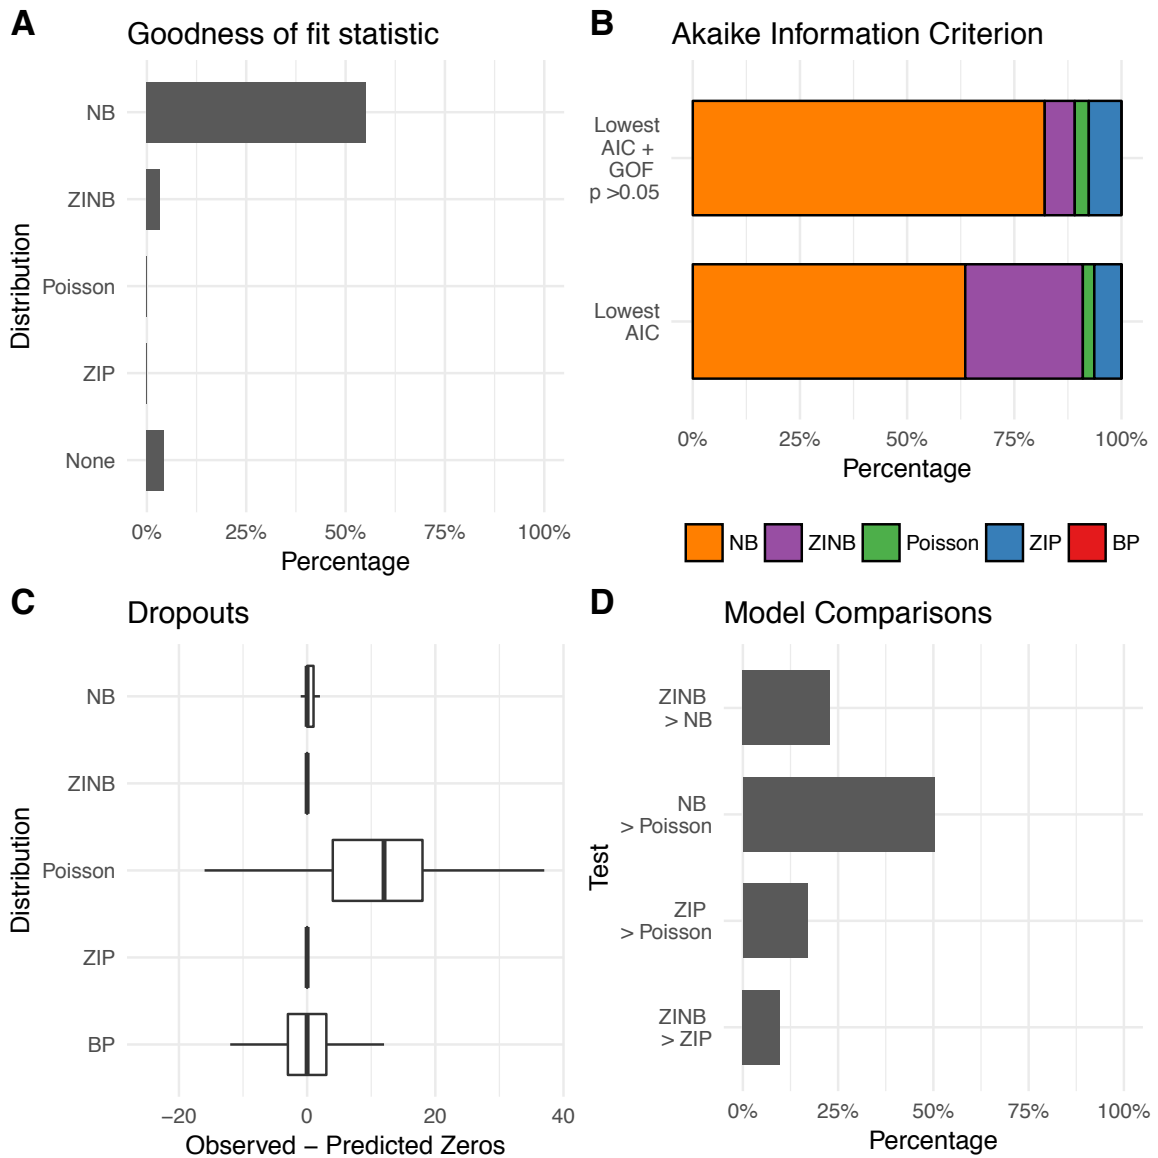 A
Goodness of fit statistic
Distribution
NB
ZINB
Poisson
ZIP
None
0%
25%
50%
75%
100%
Percentage
B
Akaike Information Criterion
Lowest
AIC +
GOF
p >0.05
Lowest
AIC
0%
25%
50%
75%
100%
Percentage
NB
ZINB
Poisson
ZIP
BP
C
Dropouts
Distribution
NB
ZINB
Poisson
ZIP
BP
−20
0
20
40
Observed − Predicted Zeros
D
Model Comparisons
Test
ZINB
> NB
NB
> Poisson
ZIP
> Poisson
ZINB
> ZIP
0%
25%
50%
75%
100%
Percentage